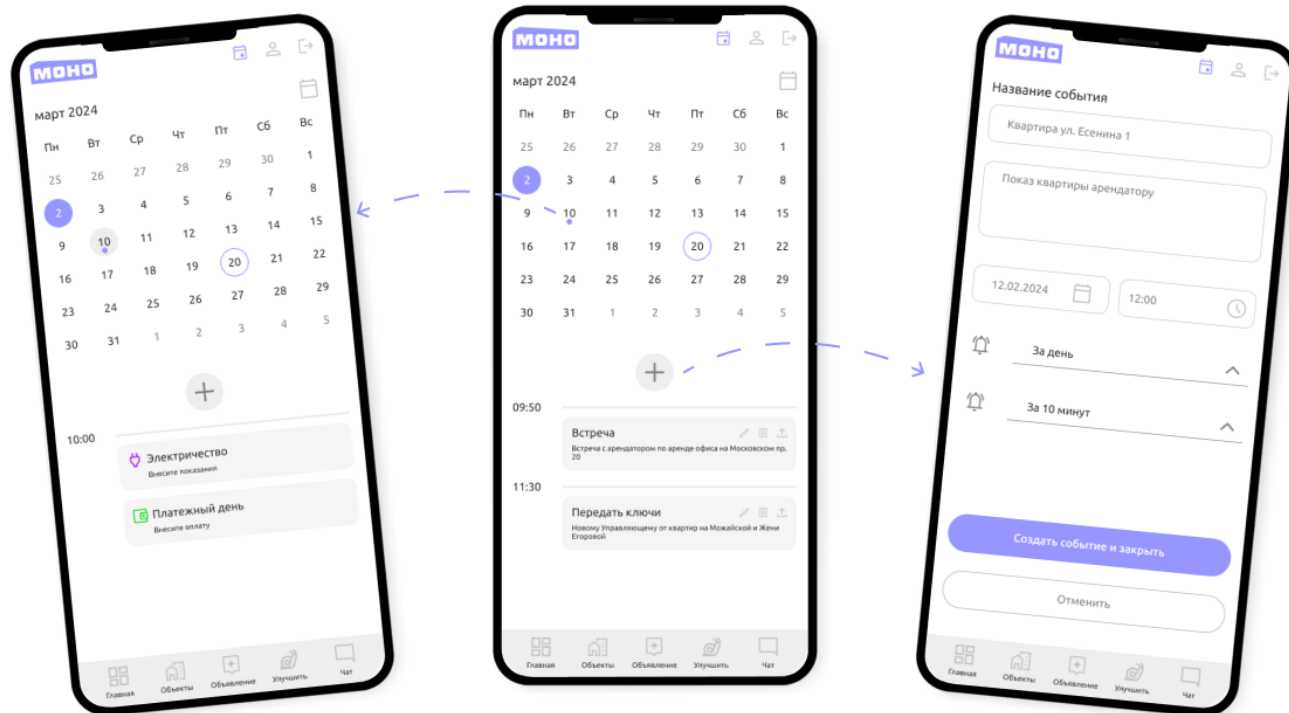 МОНО
март 2024
Пн Вт Ср Чт Пт Сб Вс
25 26 27 28 29 30 1
2 3 4 5 6 7 8
9 10 11 12 13 14 15
16 17 18 19 20 21 22
23 24 25 26 27 28 29
30 31 1 2 3 4 5
10:00
Электричество
Внесите показания
Платежный день
Внесите оплату
Главная Объекты Объявление Улучшить Чат
МОНО
март 2024
Пн Вт Ср Чт Пт Сб Вс
25 26 27 28 29 30 1
2 3 4 5 6 7 8
9 10 11 12 13 14 15
16 17 18 19 20 21 22
23 24 25 26 27 28 29
30 31 1 2 3 4 5
09:50
Встреча
Встреча с арендатором по аренде офиса на Московском пр.
20
11:30
Передать ключи
Новому Управляющему от квартир на Можайской и Жени
Егоровой
Главная Объекты Объявление Улучшить Чат
МОНО
Название события
Квартира ул. Есенина 1
Показ квартиры арендатору
12.02.2024 12:00
За день
За 10 минут
Создать событие и закрыть
Отменить
Главная Объекты Объявление Улучшить Чат